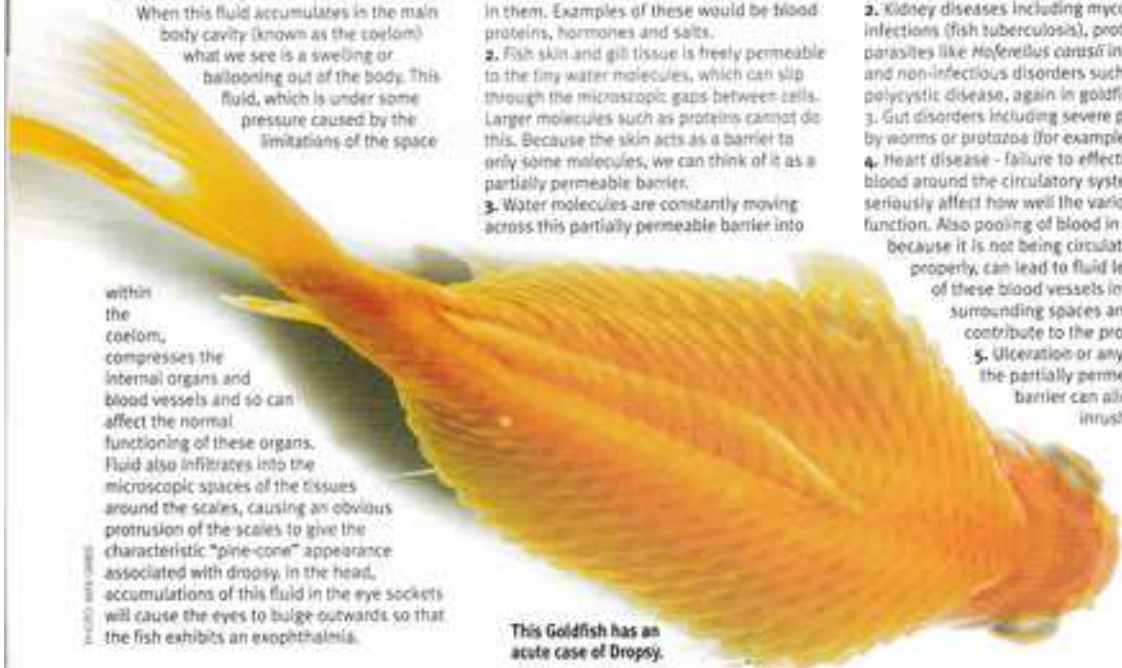 When this fluid accumulates in the main
body cavity (known as the coelom)
what we see is a swelling or
ballooning out of the body. This
fluid, which is under some
pressure caused by the
limitations of the space
within
the
coelom,
compresses the
internal organs and
blood vessels and so can
affect the normal
functioning of these organs.
Fluid also infiltrates into the
microscopic spaces of the tissues
around the scales, causing an obvious
protrusion of the scales to give the
characteristic "pine-cone" appearance
associated with dropsy. In the head,
accumulations of this fluid in the eye sockets
will cause the eyes to bulge outwards so that
the fish exhibits an exophthalmia.
in them. Examples of these would be blood
proteins, hormones and salts.
2. Fish skin and gill tissue is freely permeable
to the tiny water molecules, which can slip
through the microscopic gaps between cells.
Larger molecules such as proteins cannot do
this. Because the skin acts as a barrier to
only some molecules, we can think of it as a
partially permeable barrier.
3. Water molecules are constantly moving
across this partially permeable barrier into
2. Kidney diseases including myco
infections (fish tuberculosis), prot
parasites like Hoferellus carassii in
and non-infectious disorders such
polycystic disease, again in goldfi
3. Gut disorders including severe p
by worms or protozoa (for example
4. Heart disease - failure to effect
blood around the circulatory syste
seriously affect how well the vario
function. Also pooling of blood in
because it is not being circulat
properly, can lead to fluid le
of these blood vessels in
surrounding spaces an
contribute to the pro
5. Ulceration or any
the partially perme
barrier can all
inrush
This Goldfish has an
acute case of Dropsy.
PHOTO: